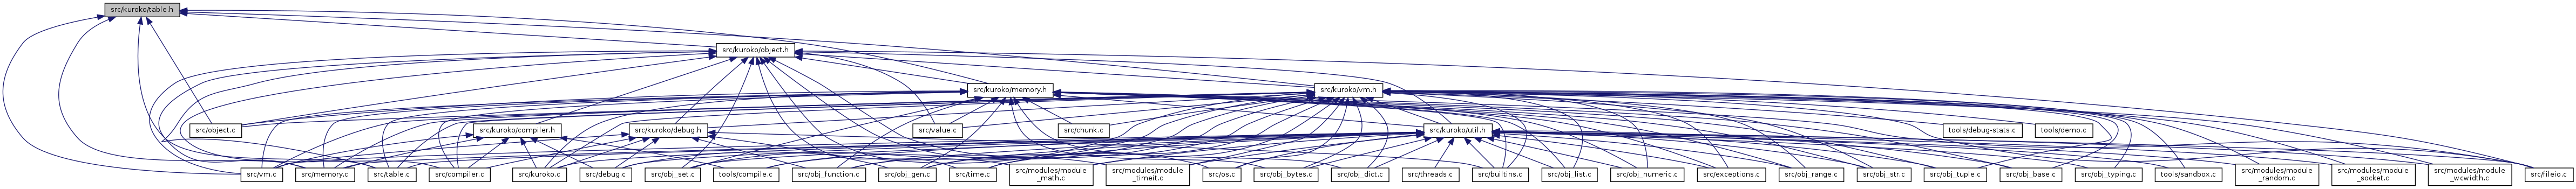 src/kuroko/table.h
src/kuroko/object.h
src/kuroko/memory.h
src/kuroko/vm.h
src/object.c
src/kuroko/compiler.h
src/kuroko/debug.h
src/value.c
src/chunk.c
src/kuroko/util.h
tools/debug-stats.c
tools/demo.c
src/vm.c
src/memory.c
src/table.c
src/compiler.c
src/kuroko.c
src/debug.c
src/obj_set.c
tools/compile.c
src/obj_function.c
src/obj_gen.c
src/time.c
src/modules/module
_math.c
src/modules/module
_timeit.c
src/os.c
src/obj_bytes.c
src/obj_dict.c
src/threads.c
src/builtins.c
src/obj_list.c
src/obj_numeric.c
src/exceptions.c
src/obj_range.c
src/obj_str.c
src/obj_tuple.c
src/obj_base.c
src/obj_typing.c
tools/sandbox.c
src/modules/module
_random.c
src/modules/module
_socket.c
src/modules/module
_wcwidth.c
src/fileio.c